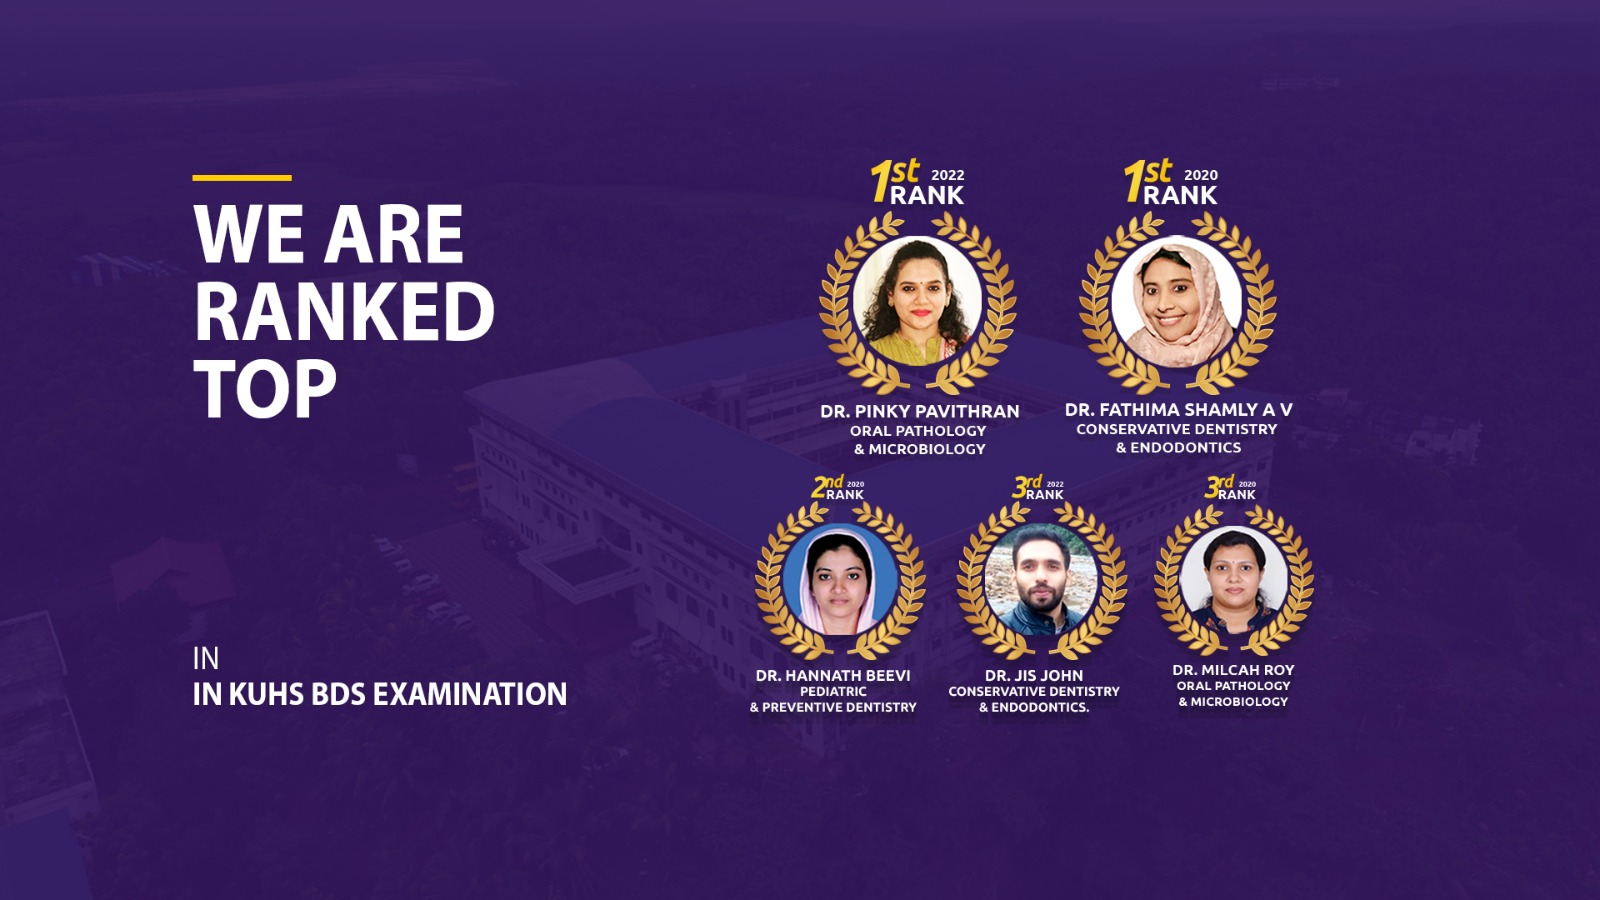 WE ARE
RANKED
TOP
IN
IN KUHS BDS EXAMINATION
1st 2022
RANK
DR. PINKY PAVITHRAN
ORAL PATHOLOGY
& MICROBIOLOGY
1st 2020
RANK
DR. FATHIMA SHAMLY A V
CONSERVATIVE DENTISTRY
& ENDODONTICS
2nd 2020
RANK
DR. HANNATH BEEVI
PEDIATRIC
& PREVENTIVE DENTISTRY
3rd 2022
RANK
DR. JIS JOHN
CONSERVATIVE DENTISTRY
& ENDODONTICS.
3rd 2020
RANK
DR. MILCAH ROY
ORAL PATHOLOGY
& MICROBIOLOGY